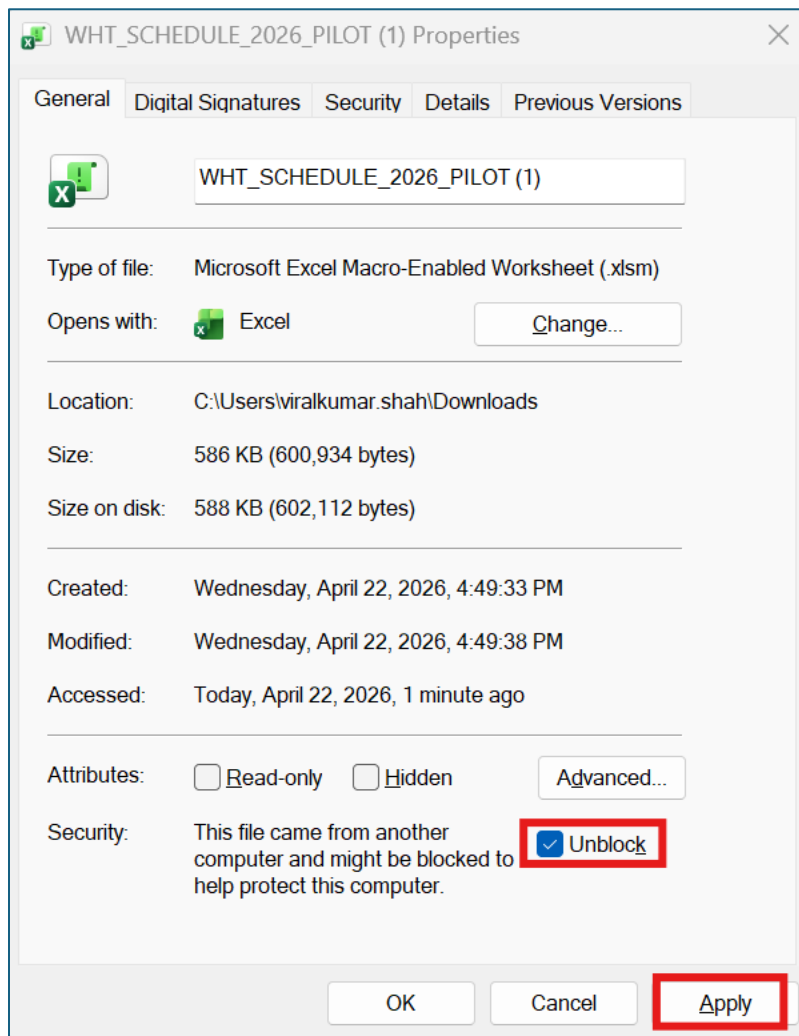 WHT_SCHEDULE_2026_PILOT (1) Properties
General Digital Signatures Security Details Previous Versions
WHT_SCHEDULE_2026_PILOT (1)
Type of file: Microsoft Excel Macro-Enabled Worksheet (.xlsm)
Opens with: Excel Change...
Location: C:\Users\viralkumar.shah\Downloads
Size: 586 KB (600,934 bytes)
Size on disk: 588 KB (602,112 bytes)
Created: Wednesday, April 22, 2026, 4:49:33 PM
Modified: Wednesday, April 22, 2026, 4:49:38 PM
Accessed: Today, April 22, 2026, 1 minute ago
Attributes: Read-only Hidden Advanced...
Security: This file came from another
computer and might be blocked to
help protect this computer.
Unblock
OK Cancel Apply